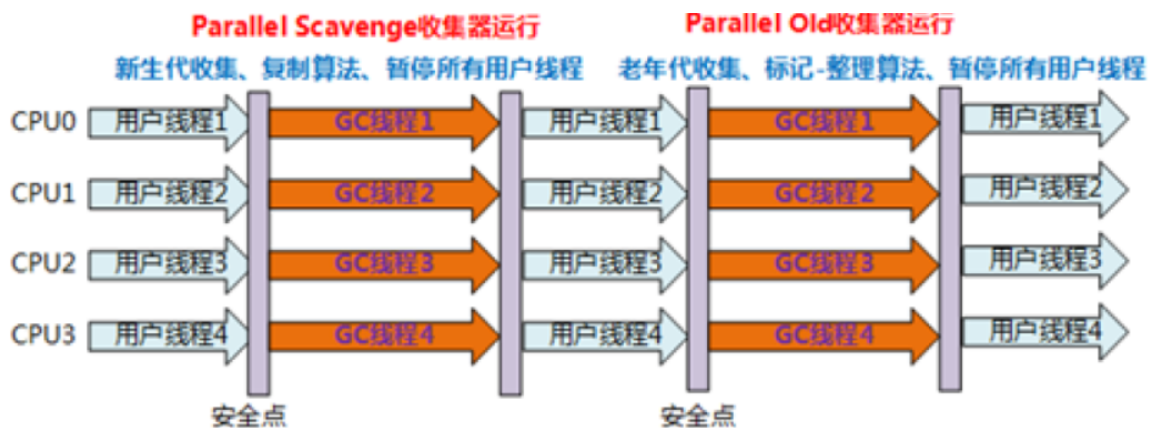 Parallel Scavenge收集器运行 Parallel Old收集器运行
新生代收集、复制算法、暂停所有用户线程 老年代收集、标记-整理算法、暂停所有用户线程
CPU0 用户线程1 GC线程1 用户线程1 GC线程1 用户线程1
CPU1 用户线程2 GC线程2 用户线程2 GC线程2 用户线程2
CPU2 用户线程3 GC线程3 用户线程3 GC线程3 用户线程3
CPU3 用户线程4 GC线程4 用户线程4 GC线程4 用户线程4
安全点 安全点